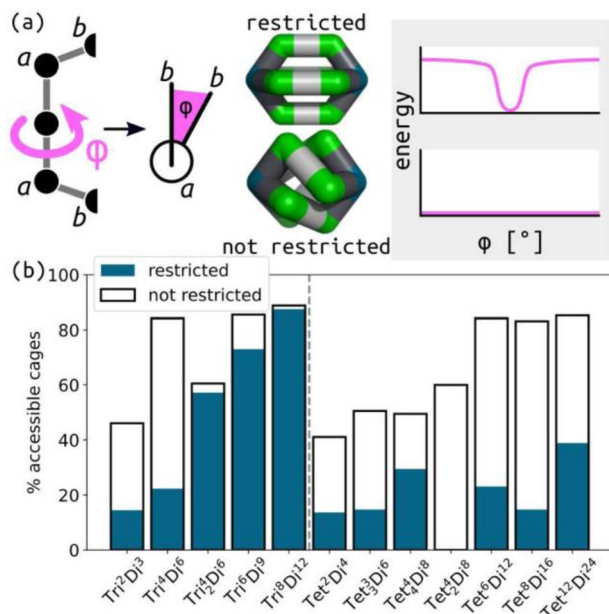 (a)
b
a
φ
a
b
b
b
φ
a
restricted
not restricted
energy
φ [°]
(b)
restricted
not restricted
% accessible cages
100
80
60
40
20
0
Tri²Di³
Tri⁴Di⁶
Tri⁴₂Di⁶
Tri⁶Di⁹
Tri⁸Di¹²
Tet²Di⁴
Tet³₃Di⁶
Tet⁴₄Di⁸
Tet⁴₂Di⁸
Tet⁶Di¹²
Tet⁸Di¹⁶
Tet¹²Di²⁴